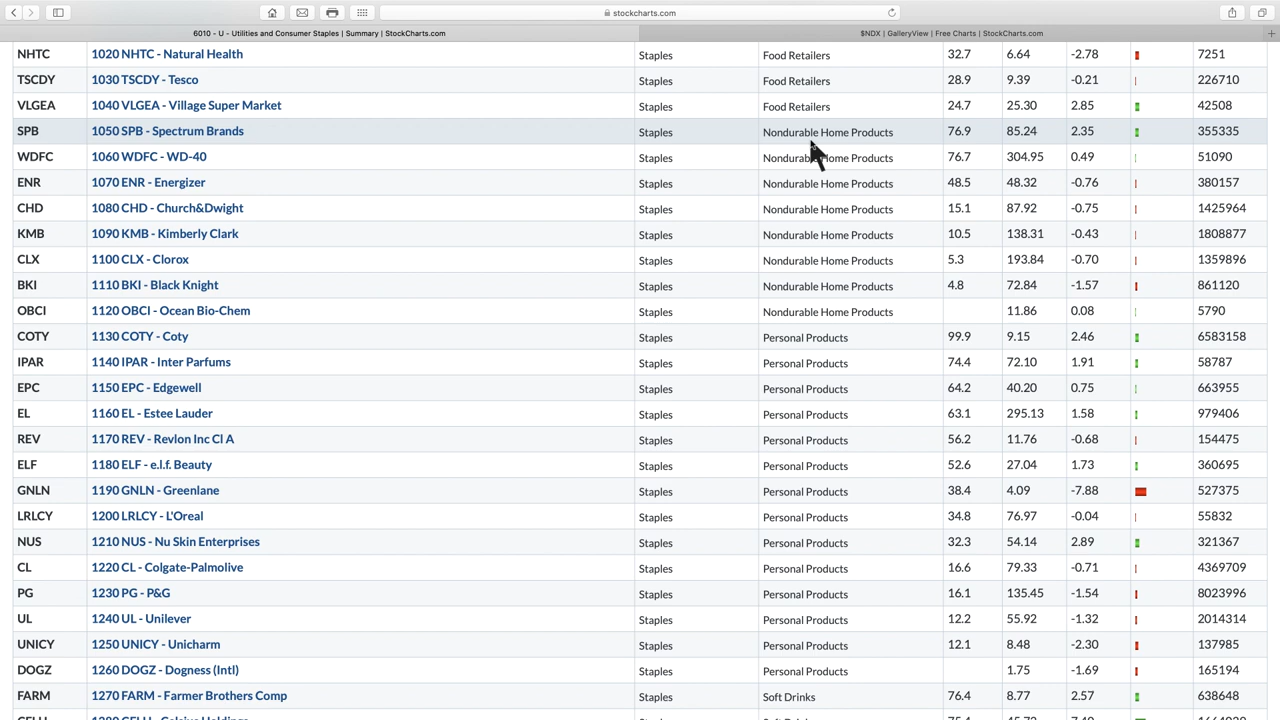 stockcharts.com
6010 - U - Utilities and Consumer Staples | Summary | StockCharts.com $NDX | GalleryView | Free Charts | StockCharts.com
NHTC 1020 NHTC - Natural Health Staples Food Retailers 32.7 6.64 -2.78 7251
TSCDY 1030 TSCDY - Tesco Staples Food Retailers 28.9 9.39 -0.21 226710
VLGEA 1040 VLGEA - Village Super Market Staples Food Retailers 24.7 25.30 2.85 42508
SPB 1050 SPB - Spectrum Brands Staples Nondurable Home Products 76.9 85.24 2.35 355335
WDFC 1060 WDFC - WD-40 Staples Nondurable Home Products 76.7 304.95 0.49 51090
ENR 1070 ENR - Energizer Staples Nondurable Home Products 48.5 48.32 -0.76 380157
CHD 1080 CHD - Church&Dwight Staples Nondurable Home Products 15.1 87.92 -0.75 1425964
KMB 1090 KMB - Kimberly Clark Staples Nondurable Home Products 10.5 138.31 -0.43 1808877
CLX 1100 CLX - Clorox Staples Nondurable Home Products 5.3 193.84 -0.70 1359896
BKI 1110 BKI - Black Knight Staples Nondurable Home Products 4.8 72.84 -1.57 861120
OBCI 1120 OBCI - Ocean Bio-Chem Staples Nondurable Home Products 11.86 0.08 5790
COTY 1130 COTY - Coty Staples Personal Products 99.9 9.15 2.46 6583158
IPAR 1140 IPAR - Inter Parfums Staples Personal Products 74.4 72.10 1.91 58787
EPC 1150 EPC - Edgewell Staples Personal Products 64.2 40.20 0.75 663955
EL 1160 EL - Estee Lauder Staples Personal Products 63.1 295.13 1.58 979406
REV 1170 REV - Revlon Inc Cl A Staples Personal Products 56.2 11.76 -0.68 154475
ELF 1180 ELF - e.l.f. Beauty Staples Personal Products 52.6 27.04 1.73 360695
GNLN 1190 GNLN - Greenlane Staples Personal Products 38.4 4.09 -7.88 527375
LRLCY 1200 LRLCY - L'Oreal Staples Personal Products 34.8 76.97 -0.04 55832
NUS 1210 NUS - Nu Skin Enterprises Staples Personal Products 32.3 54.14 2.89 321367
CL 1220 CL - Colgate-Palmolive Staples Personal Products 16.6 79.33 -0.71 4369709
PG 1230 PG - P&G Staples Personal Products 16.1 135.45 -1.54 8023996
UL 1240 UL - Unilever Staples Personal Products 12.2 55.92 -1.32 2014314
UNICY 1250 UNICY - Unicharm Staples Personal Products 12.1 8.48 -2.30 137985
DOGZ 1260 DOGZ - Dogness (Intl) Staples Personal Products 1.75 -1.69 165194
FARM 1270 FARM - Farmer Brothers Comp Staples Soft Drinks 76.4 8.77 2.57 638648